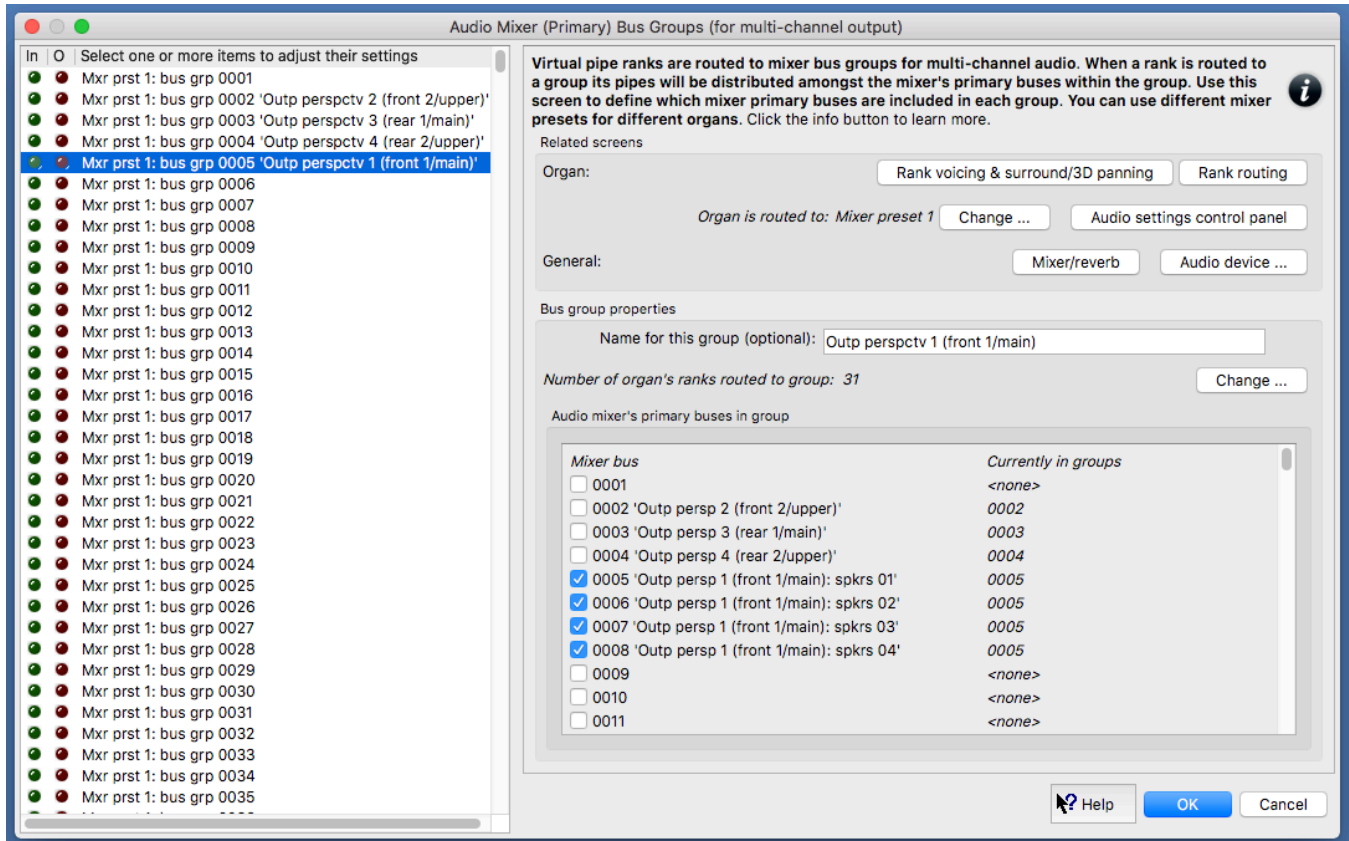 Audio Mixer (Primary) Bus Groups (for multi-channel output)
In O Select one or more items to adjust their settings
Mxr prst 1: bus grp 0001
Mxr prst 1: bus grp 0002 'Outp perspctv 2 (front 2/upper)'
Mxr prst 1: bus grp 0003 'Outp perspctv 3 (rear 1/main)'
Mxr prst 1: bus grp 0004 'Outp perspctv 4 (rear 2/upper)'
Mxr prst 1: bus grp 0005 'Outp perspctv 1 (front 1/main)'
Mxr prst 1: bus grp 0006
Mxr prst 1: bus grp 0007
Mxr prst 1: bus grp 0008
Mxr prst 1: bus grp 0009
Mxr prst 1: bus grp 0010
Mxr prst 1: bus grp 0011
Mxr prst 1: bus grp 0012
Mxr prst 1: bus grp 0013
Mxr prst 1: bus grp 0014
Mxr prst 1: bus grp 0015
Mxr prst 1: bus grp 0016
Mxr prst 1: bus grp 0017
Mxr prst 1: bus grp 0018
Mxr prst 1: bus grp 0019
Mxr prst 1: bus grp 0020
Mxr prst 1: bus grp 0021
Mxr prst 1: bus grp 0022
Mxr prst 1: bus grp 0023
Mxr prst 1: bus grp 0024
Mxr prst 1: bus grp 0025
Mxr prst 1: bus grp 0026
Mxr prst 1: bus grp 0027
Mxr prst 1: bus grp 0028
Mxr prst 1: bus grp 0029
Mxr prst 1: bus grp 0030
Mxr prst 1: bus grp 0031
Mxr prst 1: bus grp 0032
Mxr prst 1: bus grp 0033
Mxr prst 1: bus grp 0034
Mxr prst 1: bus grp 0035
Virtual pipe ranks are routed to mixer bus groups for multi-channel audio. When a rank is routed to
a group its pipes will be distributed amongst the mixer's primary buses within the group. Use this
screen to define which mixer primary buses are included in each group. You can use different mixer
presets for different organs. Click the info button to learn more.
Related screens
Organ: Rank voicing & surround/3D panning Rank routing
Organ is routed to: Mixer preset 1 Change ... Audio settings control panel
General: Mixer/reverb Audio device ...
Bus group properties
Name for this group (optional): Outp perspctv 1 (front 1/main)
Number of organ's ranks routed to group: 31 Change ...
Audio mixer's primary buses in group
Mixer bus Currently in groups
0001 <none>
0002 'Outp persp 2 (front 2/upper)' 0002
0003 'Outp persp 3 (rear 1/main)' 0003
0004 'Outp persp 4 (rear 2/upper)' 0004
0005 'Outp persp 1 (front 1/main): spkrs 01' 0005
0006 'Outp persp 1 (front 1/main): spkrs 02' 0005
0007 'Outp persp 1 (front 1/main): spkrs 03' 0005
0008 'Outp persp 1 (front 1/main): spkrs 04' 0005
0009 <none>
0010 <none>
0011 <none>
Help OK Cancel